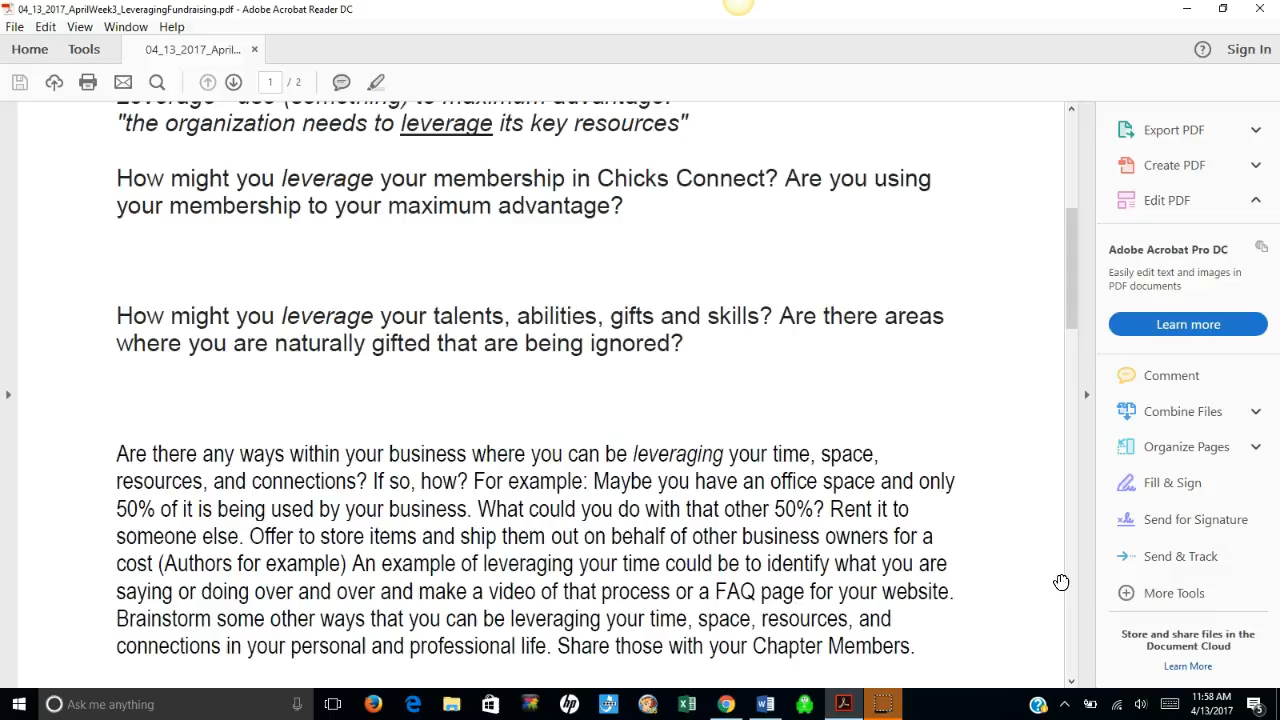 04_13_2017_AprilWeek3_LeveragingFundraising.pdf - Adobe Acrobat Reader DC
File Edit View Window Help
Home Tools 04_13_2017_April... × Sign In
1 / 2
Leverage - use (something) to maximum advantage.
"the organization needs to leverage its key resources"
How might you leverage your membership in Chicks Connect? Are you using
your membership to your maximum advantage?
How might you leverage your talents, abilities, gifts and skills? Are there areas
where you are naturally gifted that are being ignored?
Are there any ways within your business where you can be leveraging your time, space,
resources, and connections? If so, how? For example: Maybe you have an office space and only
50% of it is being used by your business. What could you do with that other 50%? Rent it to
someone else. Offer to store items and ship them out on behalf of other business owners for a
cost (Authors for example) An example of leveraging your time could be to identify what you are
saying or doing over and over and make a video of that process or a FAQ page for your website.
Brainstorm some other ways that you can be leveraging your time, space, resources, and
connections in your personal and professional life. Share those with your Chapter Members.
Export PDF
Create PDF
Edit PDF
Adobe Acrobat Pro DC
Easily edit text and images in
PDF documents
Learn more
Comment
Combine Files
Organize Pages
Fill & Sign
Send for Signature
Send & Track
More Tools
Store and share files in the
Document Cloud
Learn More
Ask me anything
11:58 AM
4/13/2017